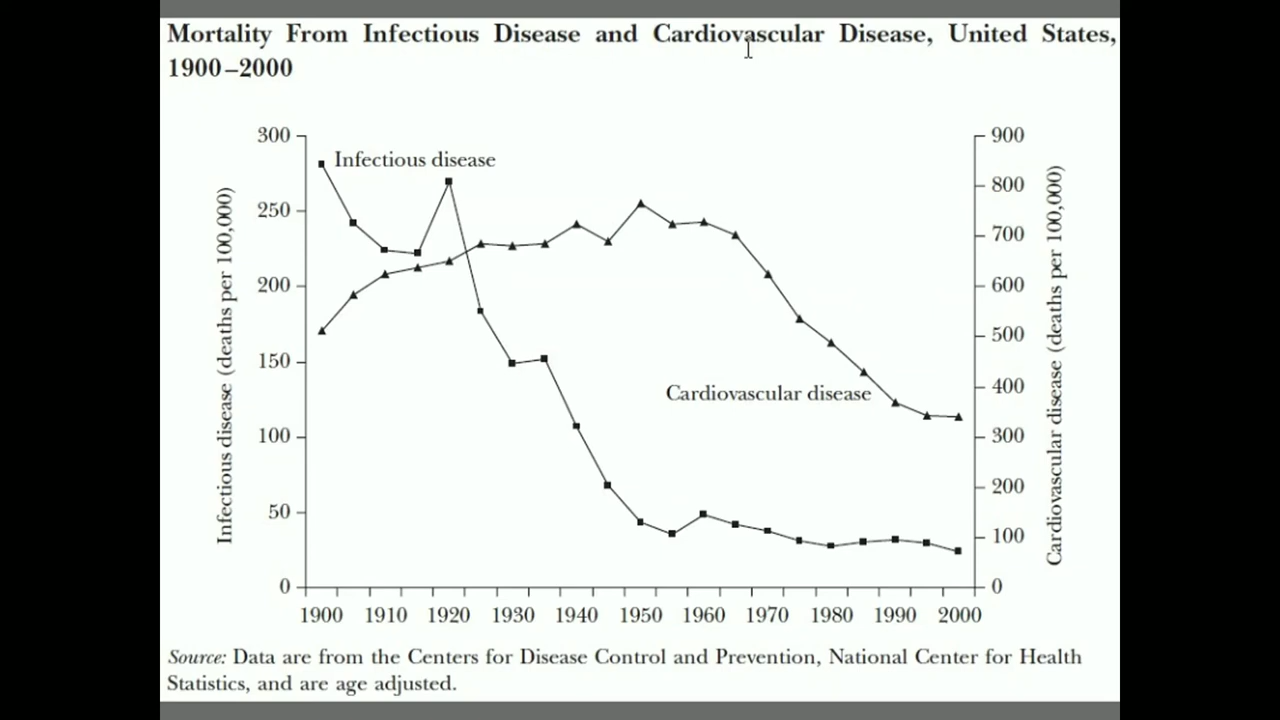 Mortality From Infectious Disease and Cardiovascular Disease, United States,
1900–2000
300
250
200
150
100
50
0
Infectious disease (deaths per 100,000)
Infectious disease
Cardiovascular disease
900
800
700
600
500
400
300
200
100
0
Cardiovascular disease (deaths per 100,000)
1900 1910 1920 1930 1940 1950 1960 1970 1980 1990 2000
Source: Data are from the Centers for Disease Control and Prevention, National Center for Health
Statistics, and are age adjusted.